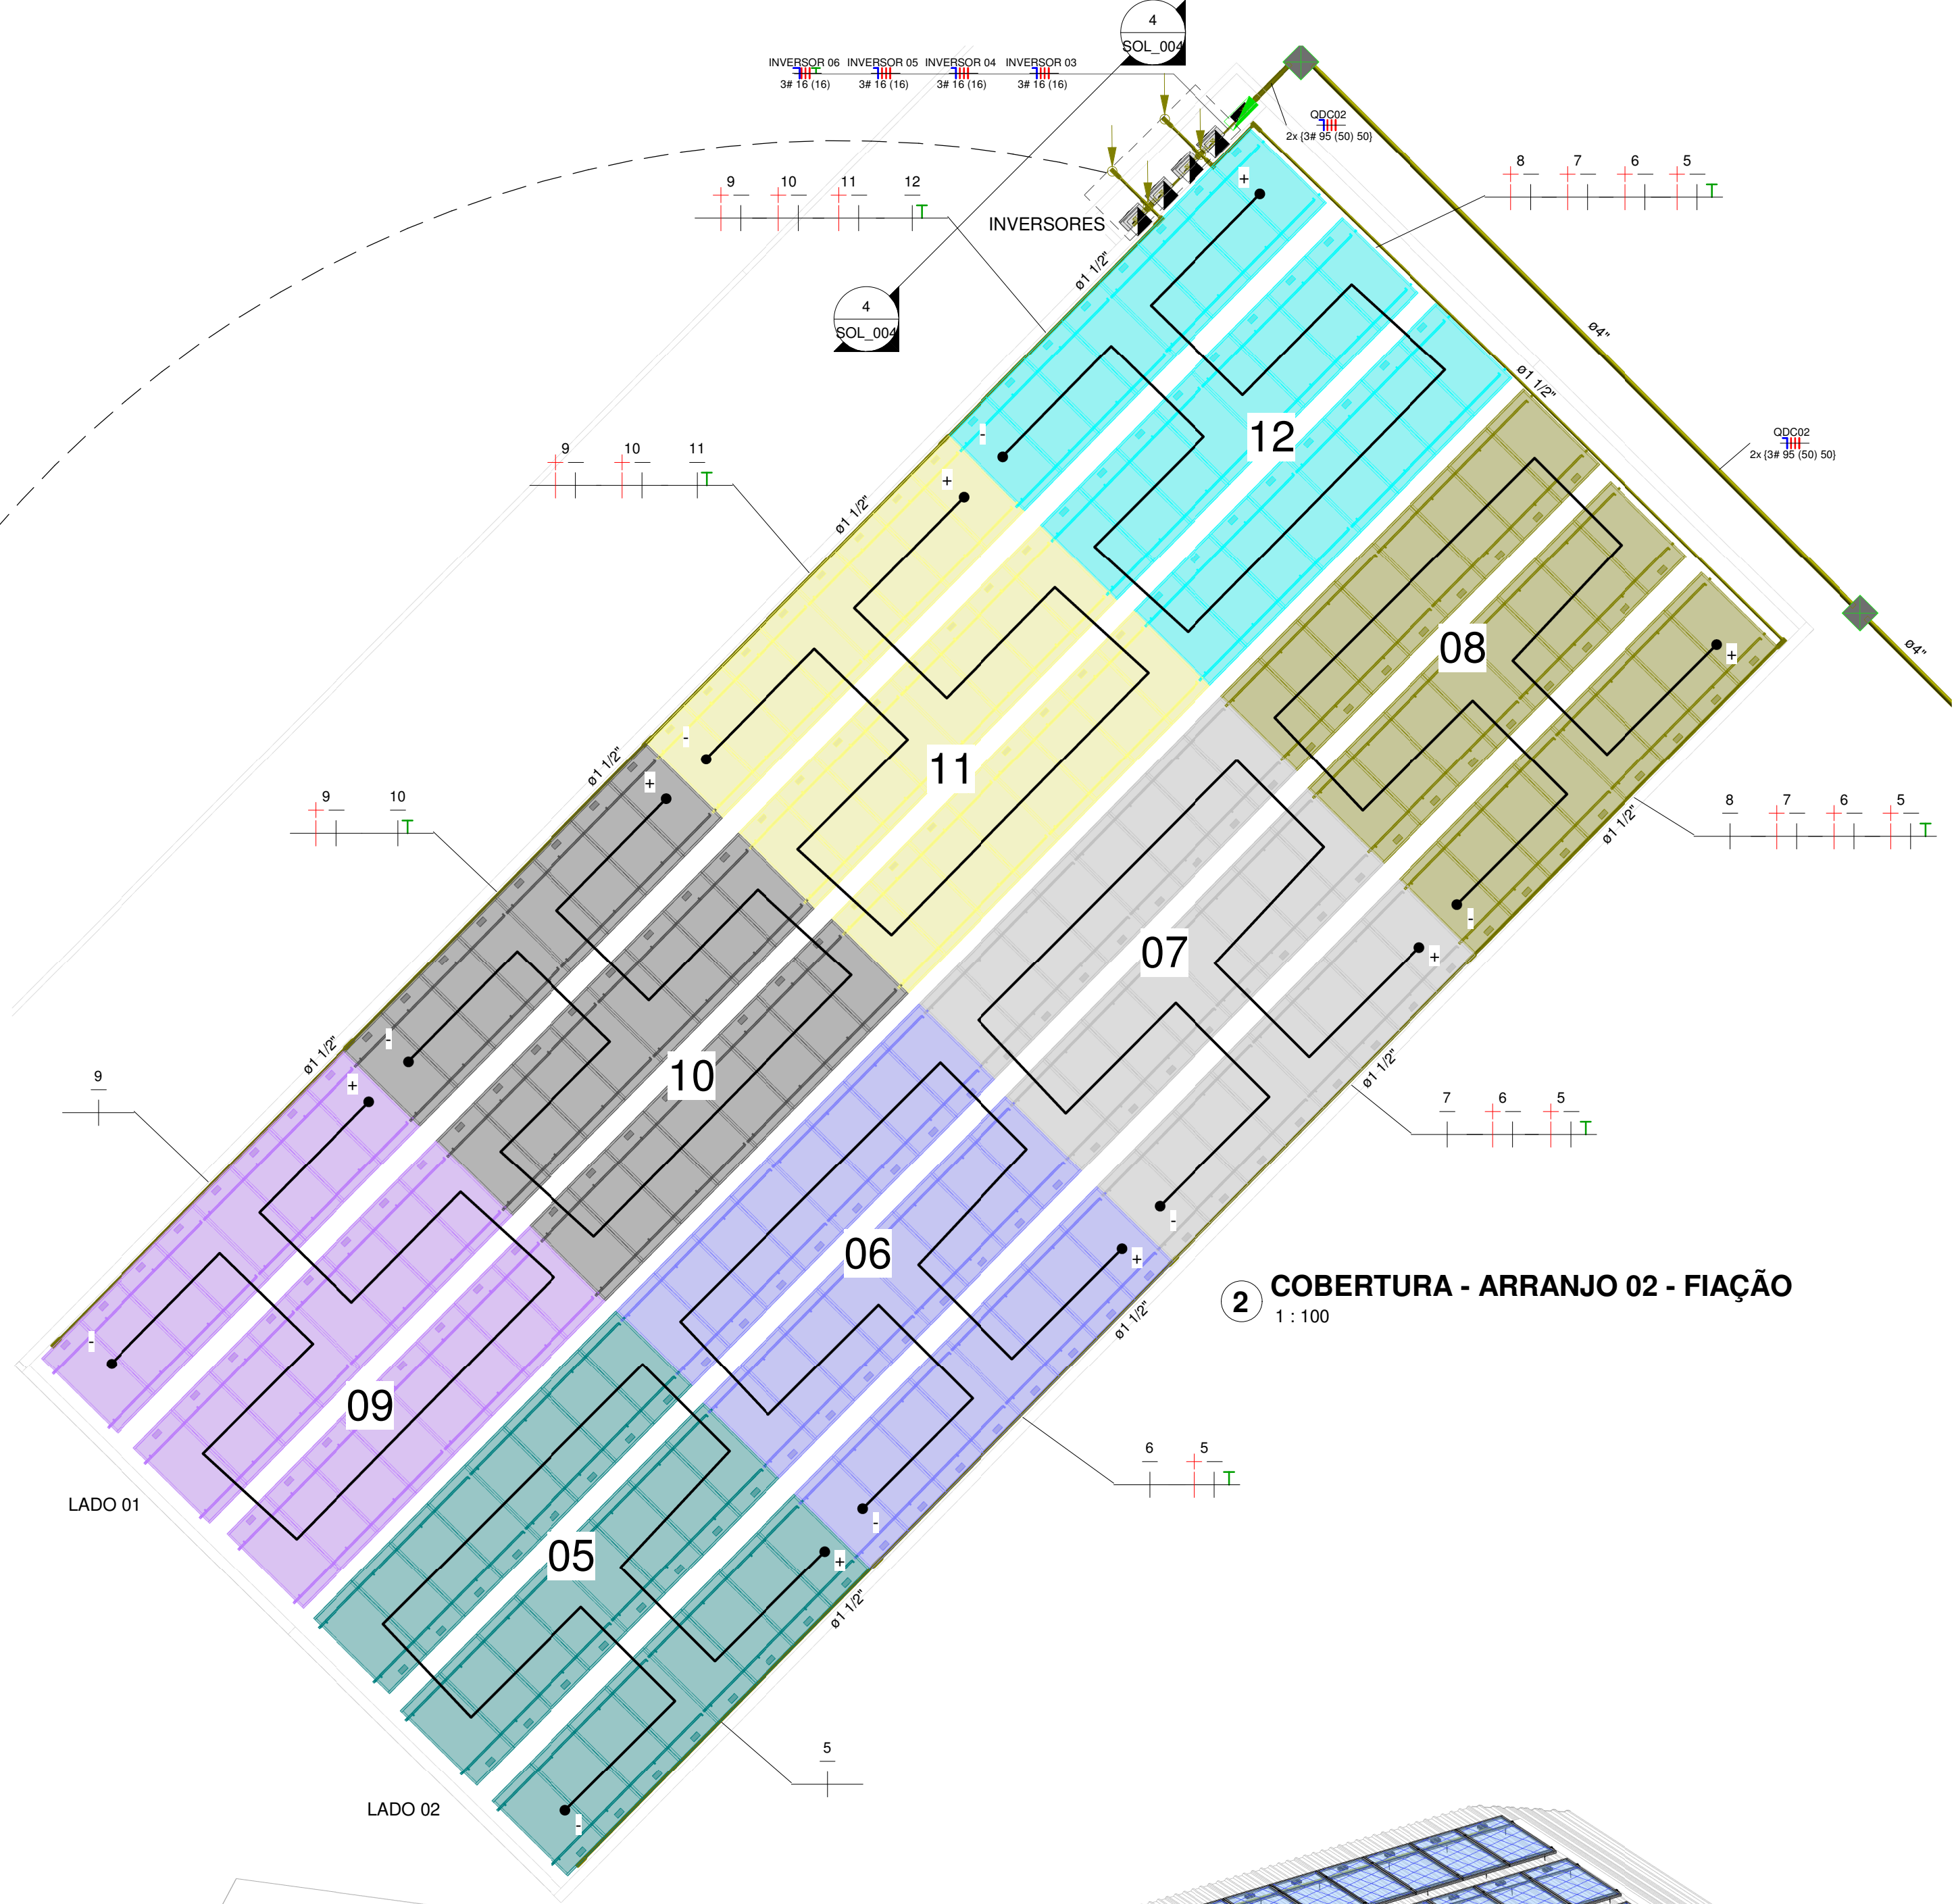 4
SOL_004
INVERSOR 06 INVERSOR 05 INVERSOR 04 INVERSOR 03
3# 16 (16) 3# 16 (16) 3# 16 (16) 3# 16 (16)
QDC02
2x {3# 95 (50) 50}
8 7 6 5
9 10 11 12
+
INVERSORES
ø1 1/2"
4
SOL_004
ø4"
ø1 1/2"
12
-
QDC02
2x {3# 95 (50) 50}
9 10 11
+
ø1 1/2"
08
+
ø4"
-
11
ø1 1/2"
+
07
9 10
8 7 6 5
ø1 1/2"
-
+
-
10
ø1 1/2"
+
9
ø1 1/2"
7 6 5
-
06
+
2
COBERTURA - ARRANJO 02 - FIAÇÃO
1 : 100
ø1 1/2"
-
09
6 5
LADO 01
-
05
+
ø1 1/2"
5
LADO 02
-